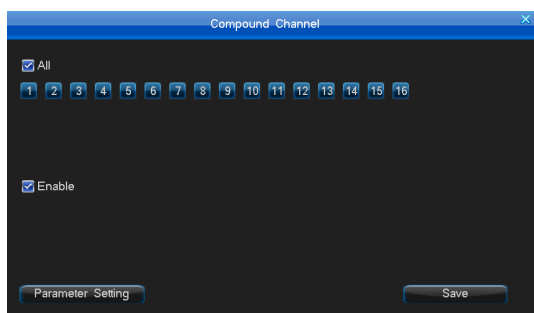 Compound Channel
All
1 2 3 4 5 6 7 8 9 10 11 12 13 14 15 16
Enable
Parameter Setting Save